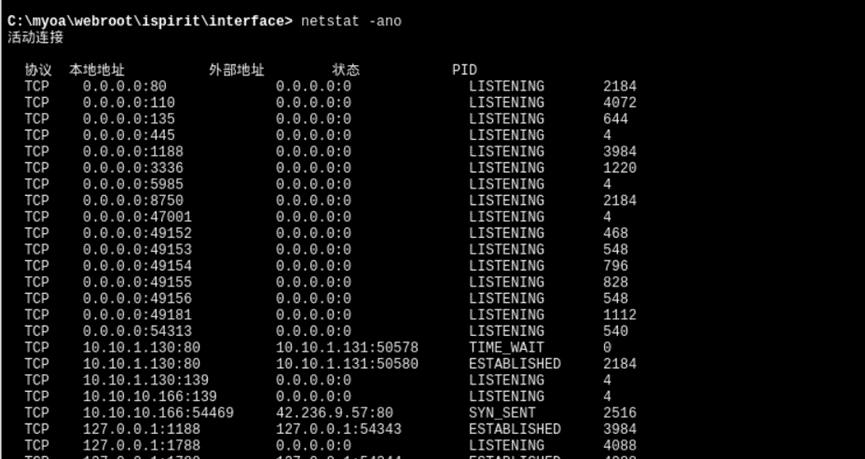 C:\myoa\webroot\ispirit\interface> netstat -ano
活动连接
协议 本地地址 外部地址 状态 PID
TCP 0.0.0.0:80 0.0.0.0:0 LISTENING 2184
TCP 0.0.0.0:110 0.0.0.0:0 LISTENING 4072
TCP 0.0.0.0:135 0.0.0.0:0 LISTENING 644
TCP 0.0.0.0:445 0.0.0.0:0 LISTENING 4
TCP 0.0.0.0:1188 0.0.0.0:0 LISTENING 3984
TCP 0.0.0.0:3336 0.0.0.0:0 LISTENING 1220
TCP 0.0.0.0:5985 0.0.0.0:0 LISTENING 4
TCP 0.0.0.0:8750 0.0.0.0:0 LISTENING 2184
TCP 0.0.0.0:47001 0.0.0.0:0 LISTENING 4
TCP 0.0.0.0:49152 0.0.0.0:0 LISTENING 468
TCP 0.0.0.0:49153 0.0.0.0:0 LISTENING 548
TCP 0.0.0.0:49154 0.0.0.0:0 LISTENING 796
TCP 0.0.0.0:49155 0.0.0.0:0 LISTENING 828
TCP 0.0.0.0:49156 0.0.0.0:0 LISTENING 548
TCP 0.0.0.0:49181 0.0.0.0:0 LISTENING 1112
TCP 0.0.0.0:54313 0.0.0.0:0 LISTENING 540
TCP 10.10.1.130:80 10.10.1.131:50578 TIME_WAIT 0
TCP 10.10.1.130:80 10.10.1.131:50580 ESTABLISHED 2184
TCP 10.10.1.130:139 0.0.0.0:0 LISTENING 4
TCP 10.10.10.166:139 0.0.0.0:0 LISTENING 4
TCP 10.10.10.166:54469 42.236.9.57:80 SYN_SENT 2516
TCP 127.0.0.1:1188 127.0.0.1:54343 ESTABLISHED 3984
TCP 127.0.0.1:1788 0.0.0.0:0 LISTENING 4088